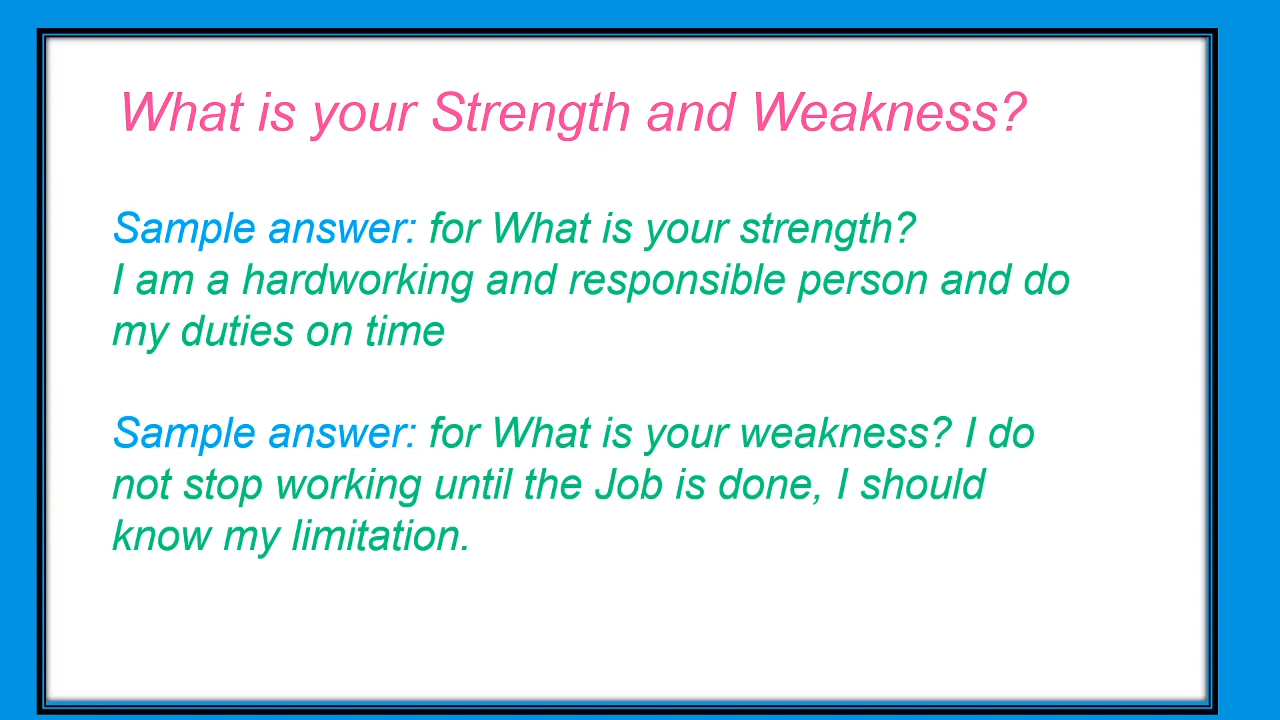 What is your Strength and Weakness?
Sample answer: for What is your strength?
I am a hardworking and responsible person and do
my duties on time
Sample answer: for What is your weakness? I do
not stop working until the Job is done, I should
know my limitation.